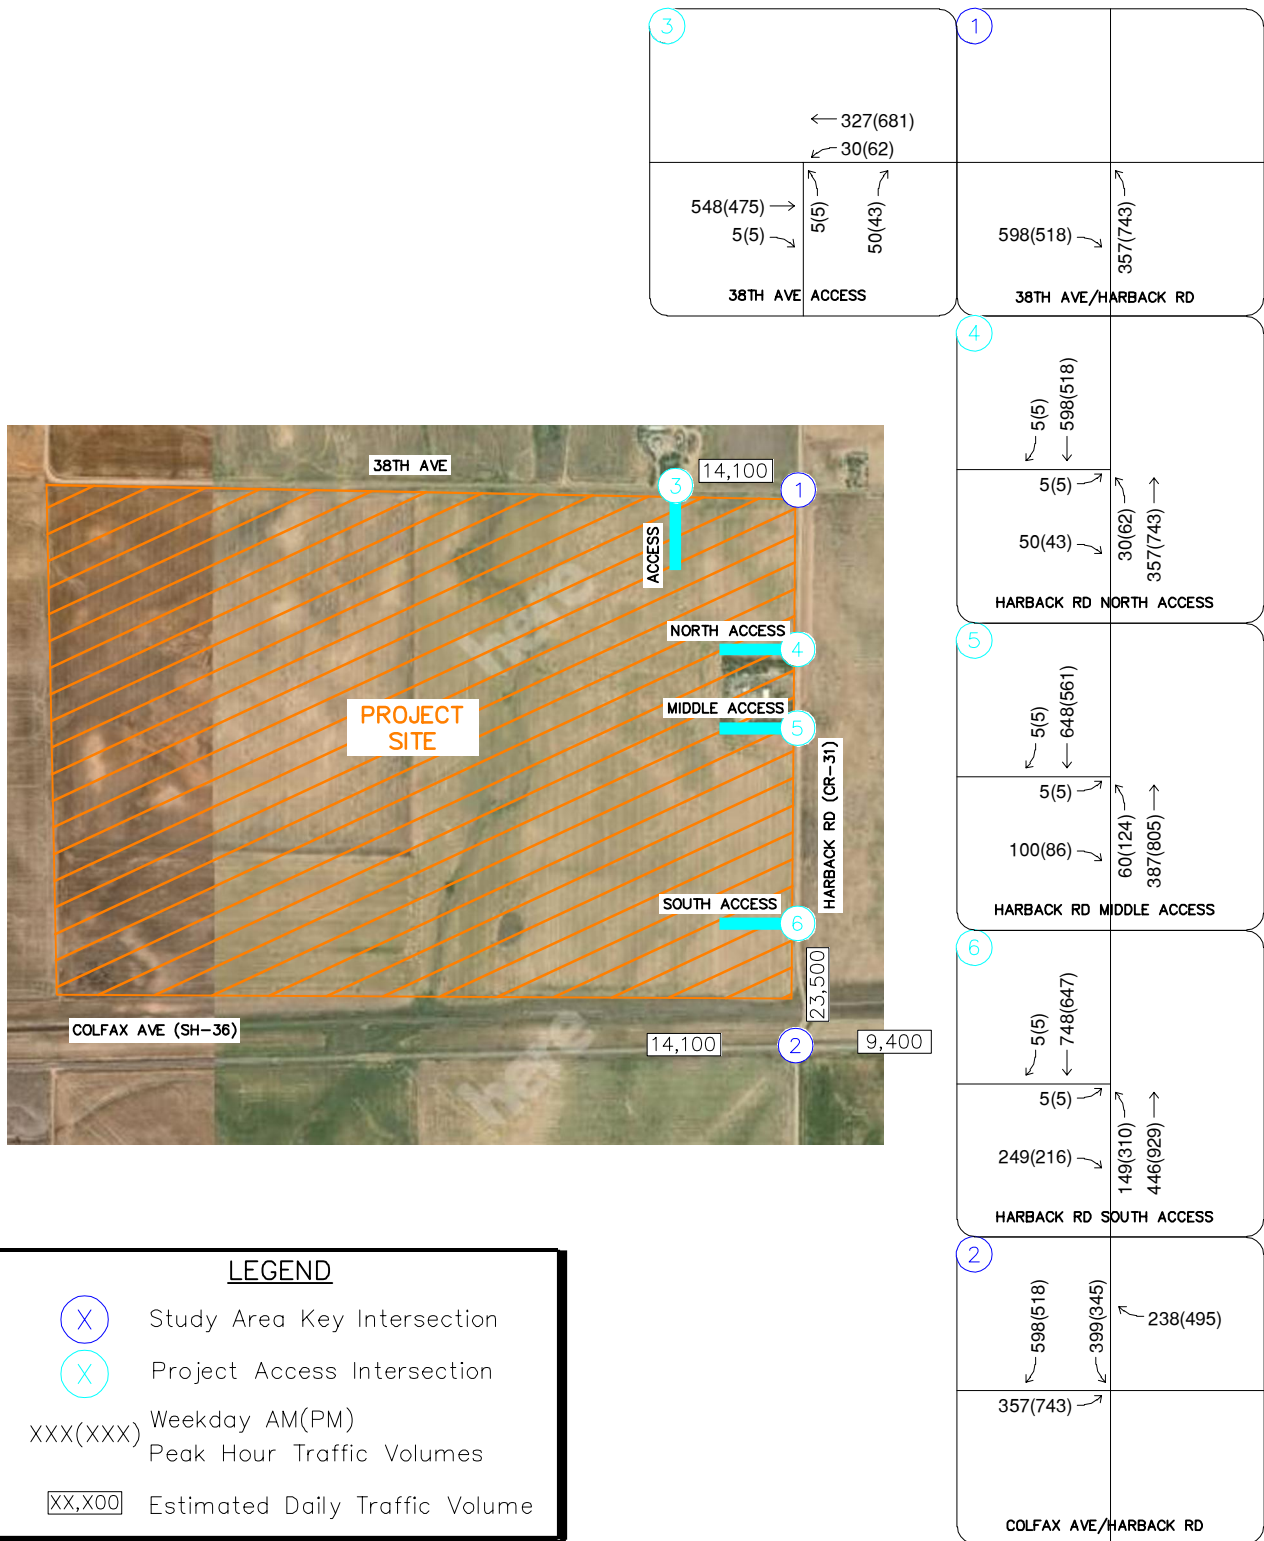 3
327(681)
30(62)
548(475)
5(5)
5(5)
50(43)
38TH AVE ACCESS
1
598(518)
357(743)
38TH AVE/HARBACK RD
4
5(5)
598(518)
5(5)
50(43)
30(62)
357(743)
HARBACK RD NORTH ACCESS
5
5(5)
648(561)
5(5)
100(86)
60(124)
387(805)
HARBACK RD MIDDLE ACCESS
6
5(5)
748(647)
5(5)
249(216)
149(310)
446(929)
HARBACK RD SOUTH ACCESS
2
598(518)
399(345)
238(495)
357(743)
COLFAX AVE/HARBACK RD
38TH AVE
14,100
3
1
ACCESS
NORTH ACCESS
4
MIDDLE ACCESS
5
PROJECT
SITE
HARBACK RD (CR-31)
SOUTH ACCESS
6
23,500
COLFAX AVE (SH-36)
14,100
2
9,400
LEGEND
X Study Area Key Intersection
X Project Access Intersection
XXX(XXX) Weekday AM(PM)
Peak Hour Traffic Volumes
XX,X00 Estimated Daily Traffic Volume